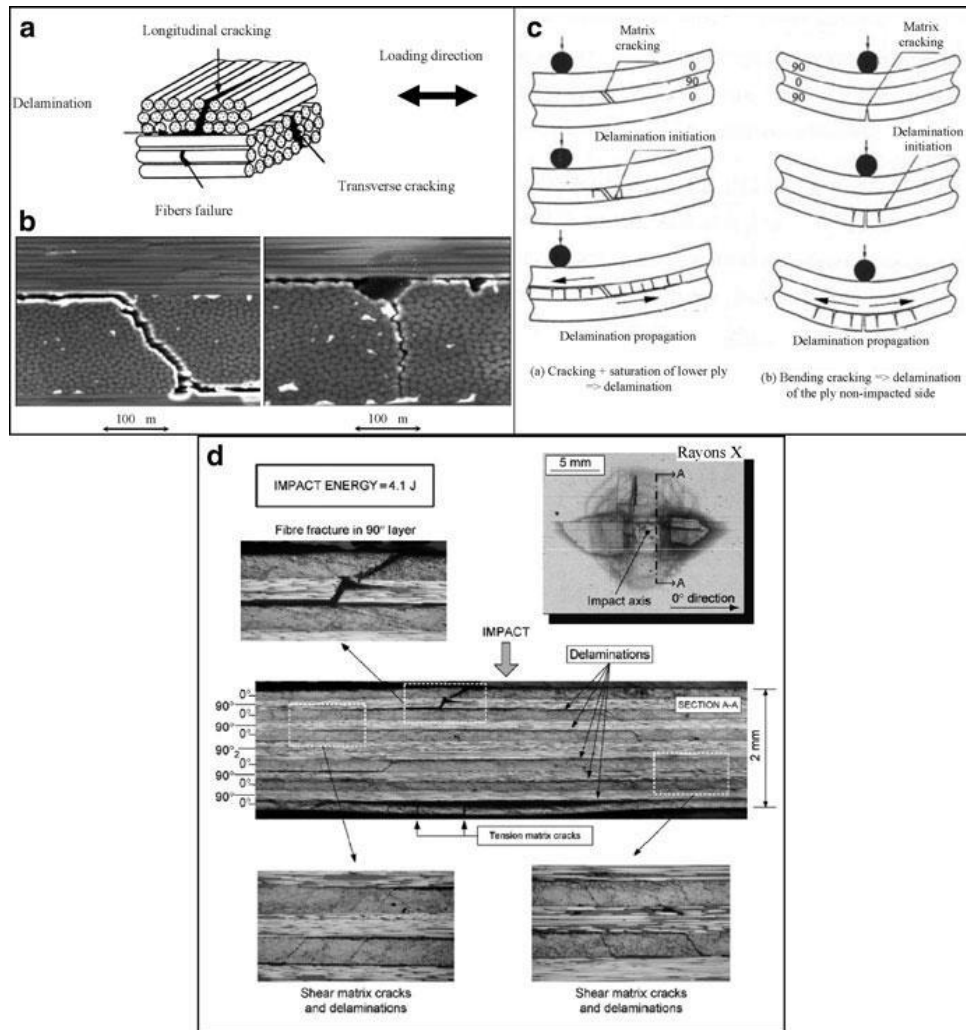 a
Longitudinal cracking
Loading direction
Delamination
Transverse cracking
Fibers failure
b
100 m
100 m
c
Matrix
cracking
0
90
0
Delamination initiation
Delamination propagation
(a) Cracking + saturation of lower ply
=> delamination
Matrix
cracking
90
0
90
Delamination
initiation
Delamination propagation
(b) Bending cracking => delamination
of the ply non-impacted side
d
IMPACT ENERGY = 4.1 J
Rayons X
5 mm
A
A
Impact axis
0° direction
Fibre fracture in 90° layer
IMPACT
Delaminations
SECTION A-A
0°
90°
0°
90°
0°
90°2
0°
90°
0°
90°
0°
2 mm
Tension matrix cracks
Shear matrix cracks
and delaminations
Shear matrix cracks
and delaminations